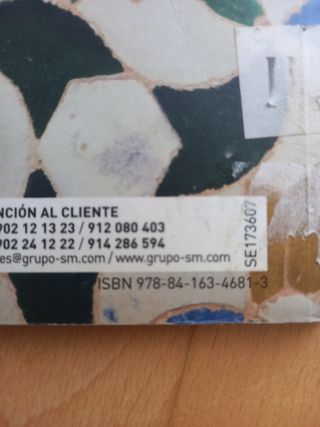 NCIÓN AL CLIENTE
902 12 13 23 / 912 080 403
902 24 12 22 / 914 286 594
es@grupo-sm.com / www.grupo-sm.com
SE173607
ISBN 978-84-163-4681-3